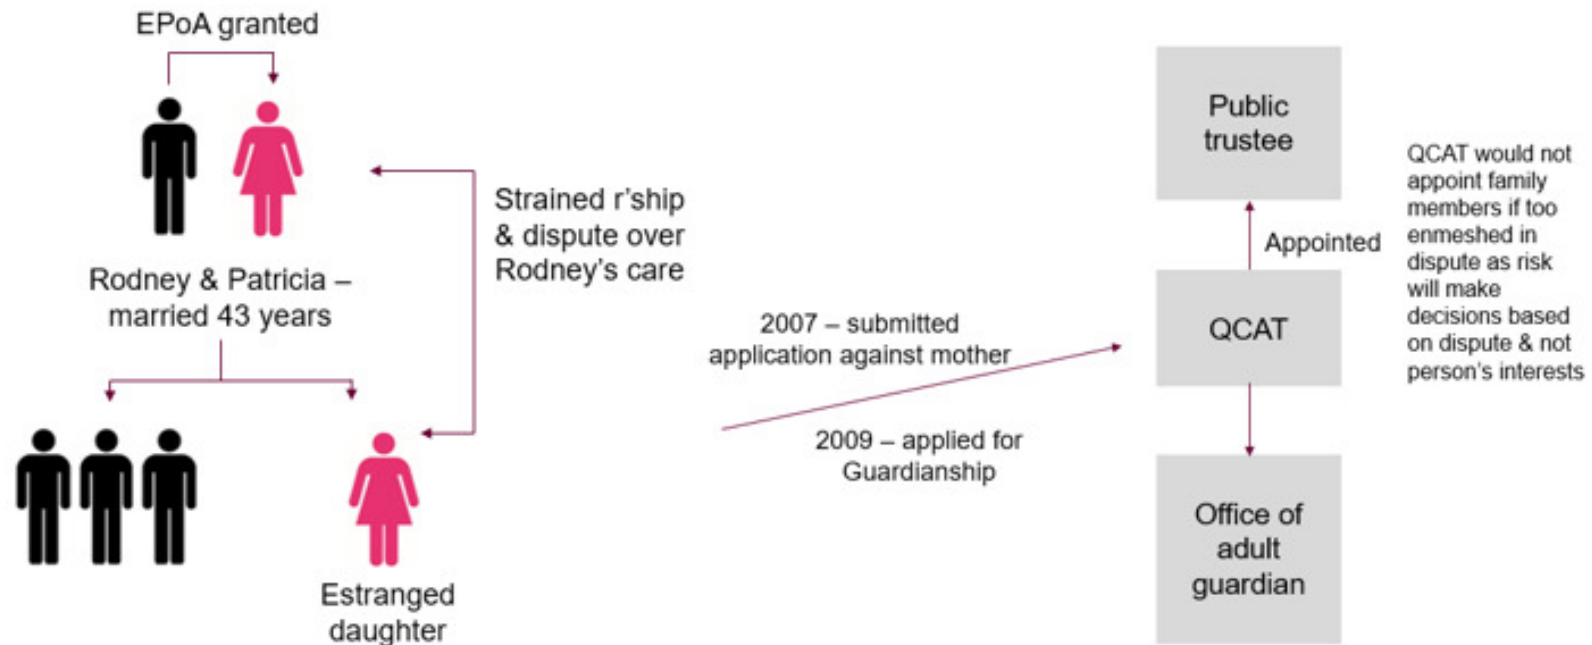 EPoA granted
Rodney & Patricia –
married 43 years
Strained r'ship
& dispute over
Rodney's care
Estranged
daughter
2007 – submitted
application against mother
2009 – applied for
Guardianship
Public
trustee
Appointed
QCAT
Office of
adult
guardian
QCAT would not
appoint family
members if too
enmeshed in
dispute as risk
will make
decisions based
on dispute & not
person's interests